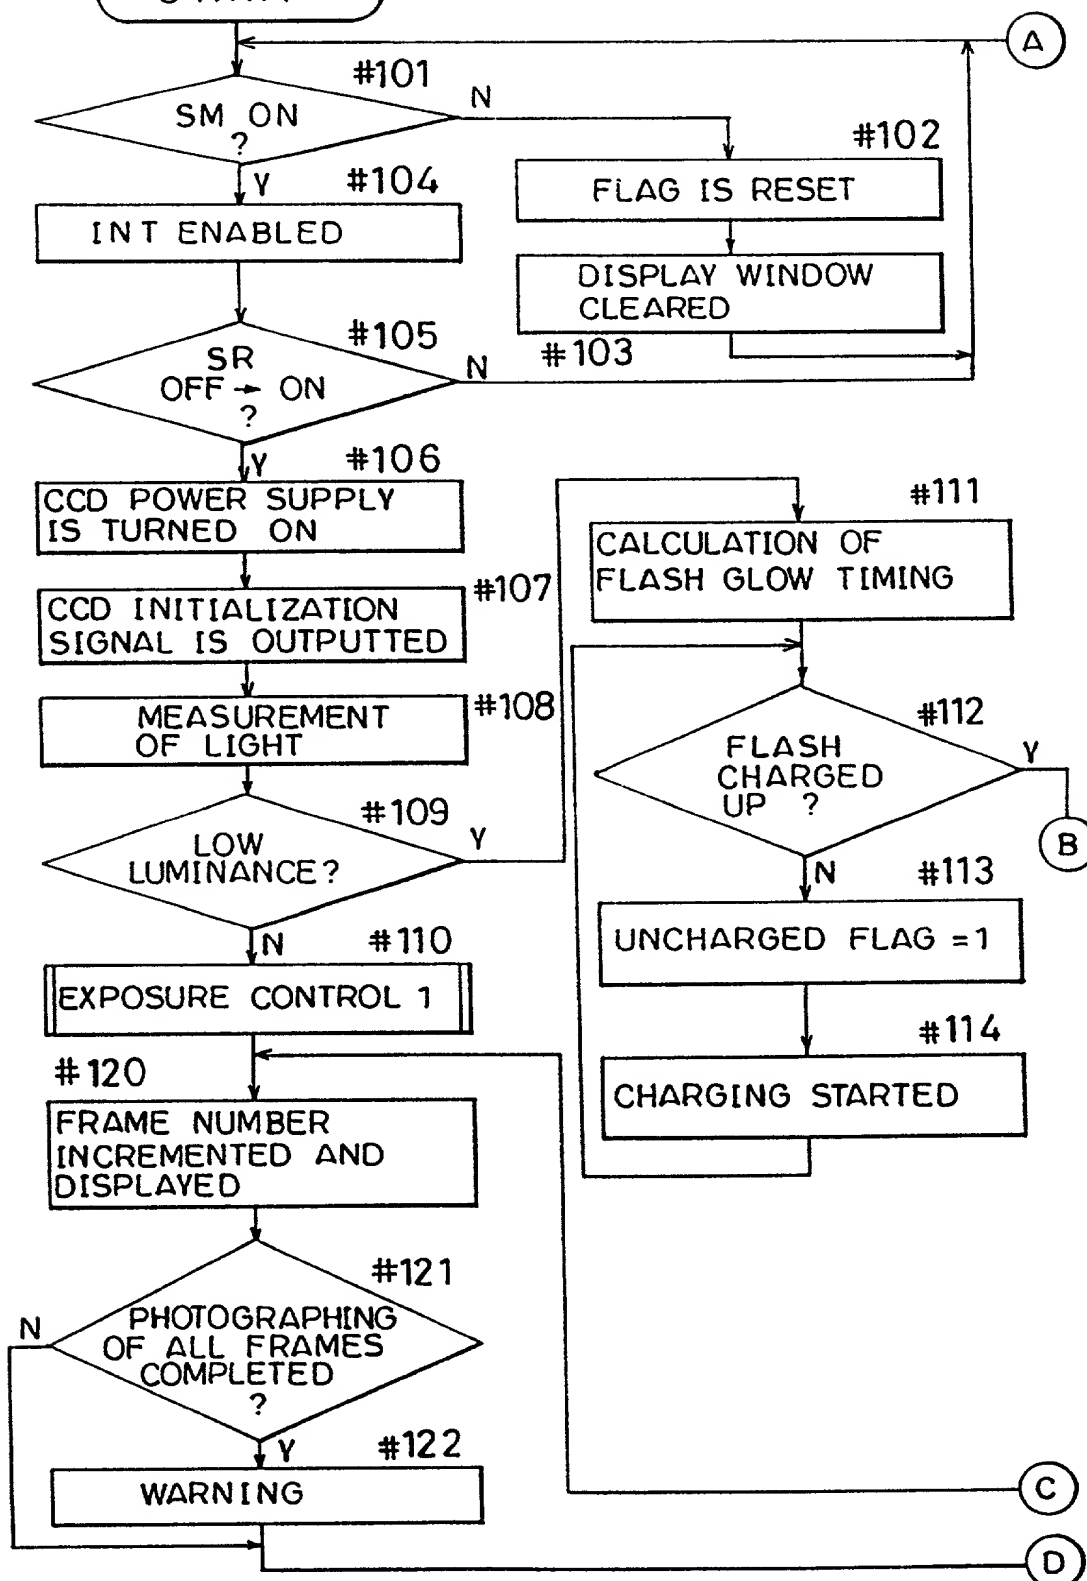 A
#101
SM ON
?
N
Y
#102
FLAG IS RESET
#104
INT ENABLED
DISPLAY WINDOW
CLEARED
#103
#105
SR
OFF → ON
?
N
Y
#106
CCD POWER SUPPLY
IS TURNED ON
#107
CCD INITIALIZATION
SIGNAL IS OUTPUTTED
#108
MEASUREMENT
OF LIGHT
#109
LOW
LUMINANCE?
Y
N
#110
EXPOSURE CONTROL 1
#111
CALCULATION OF
FLASH GLOW TIMING
#112
FLASH
CHARGED
UP ?
Y
B
N
#113
UNCHARGED FLAG = 1
#114
CHARGING STARTED
#120
FRAME NUMBER
INCREMENTED AND
DISPLAYED
#121
PHOTOGRAPHING
OF ALL FRAMES
COMPLETED
?
N
Y
#122
WARNING
C
D